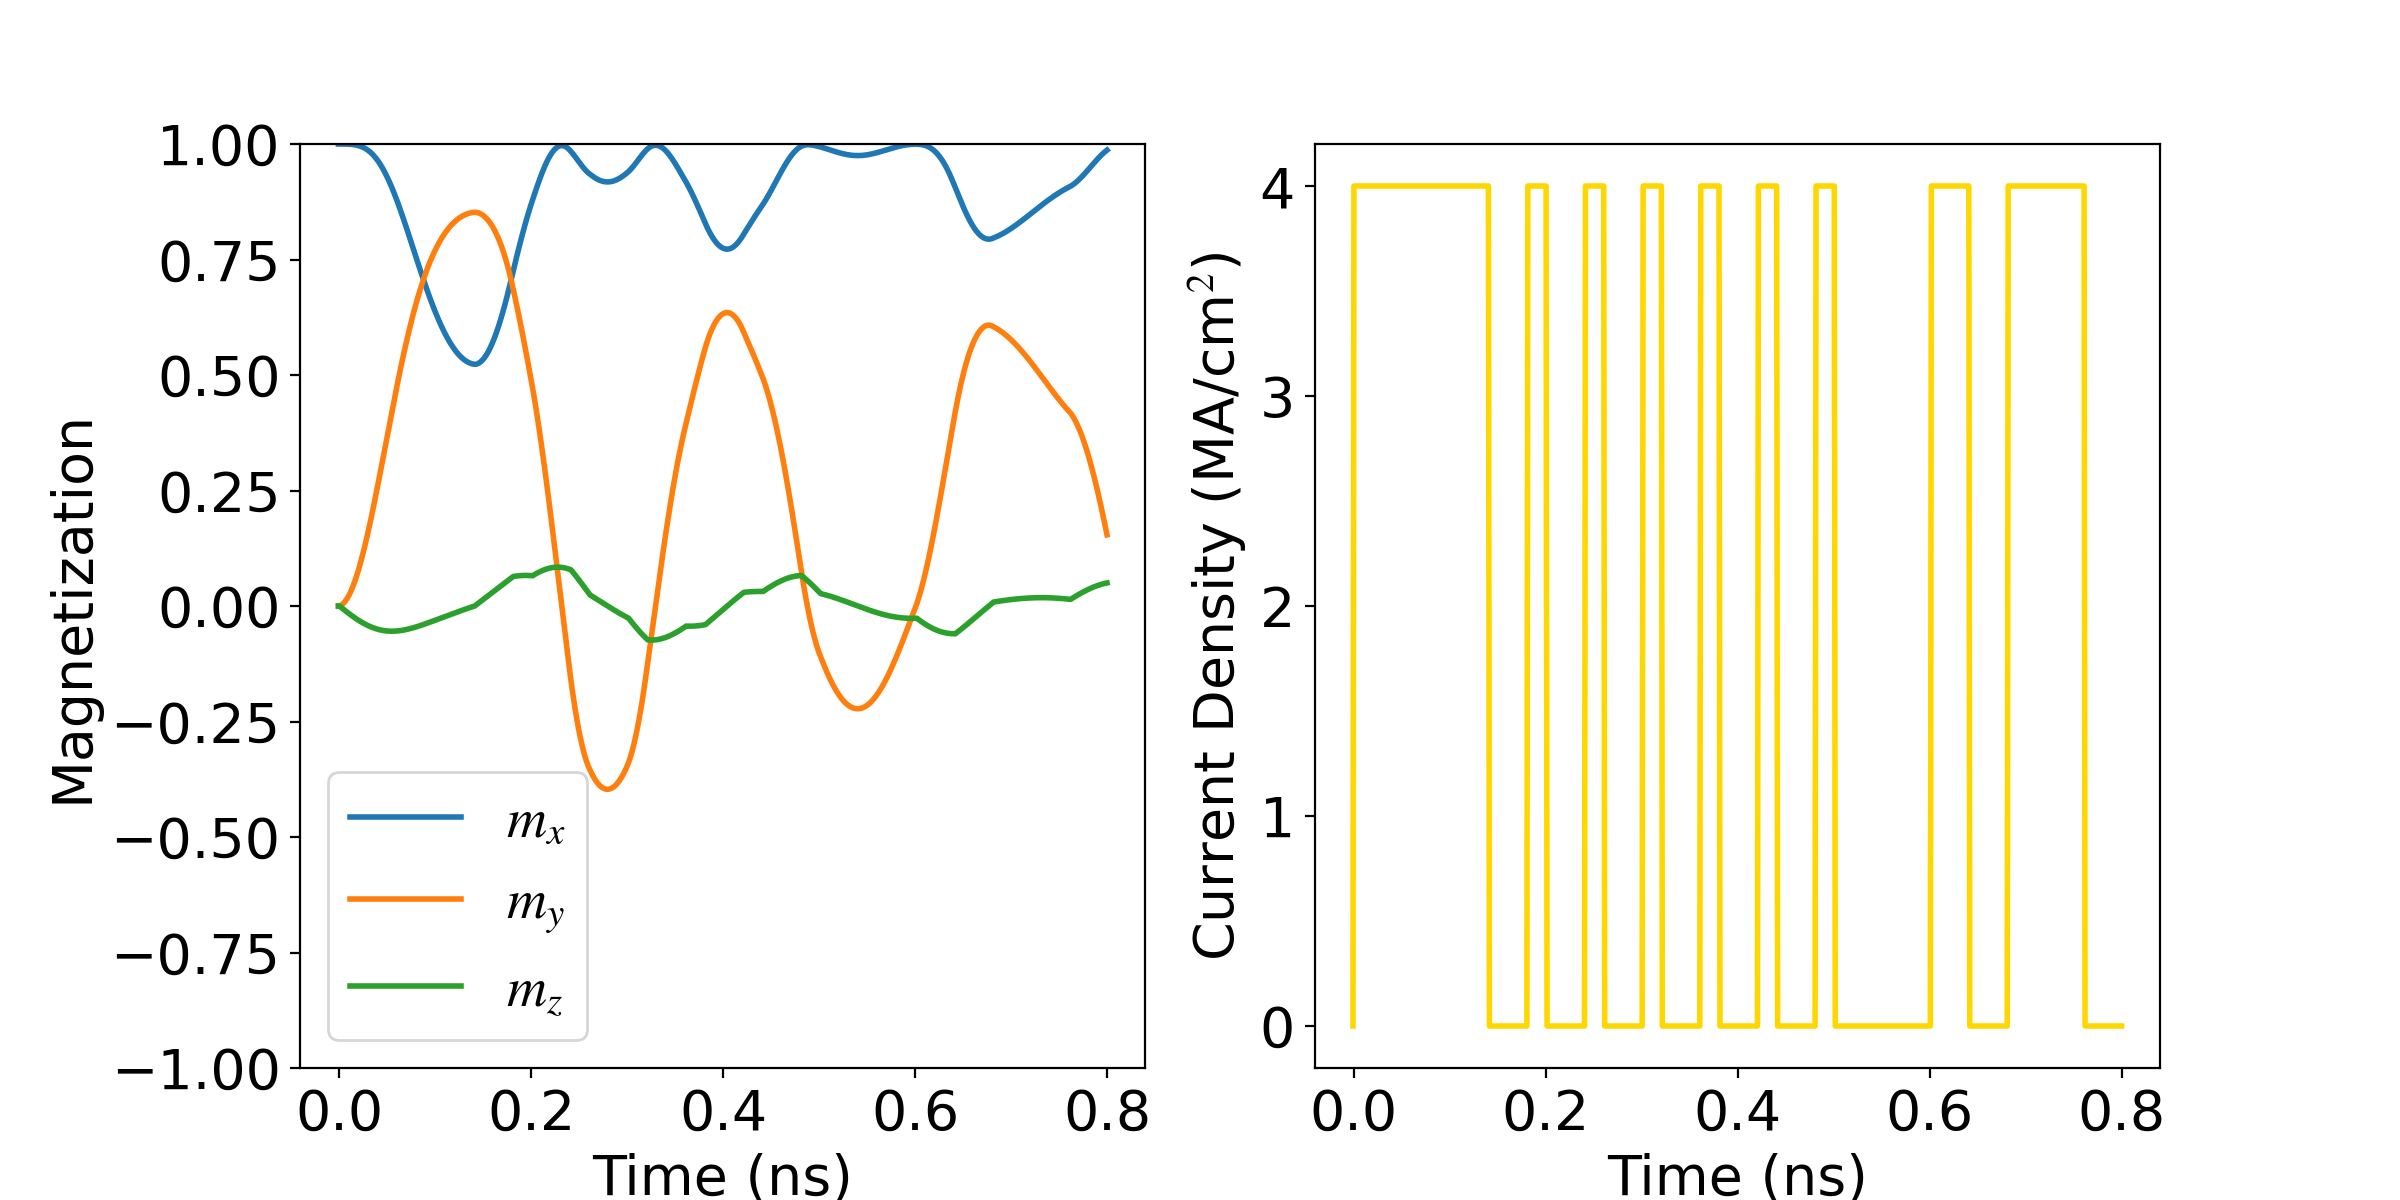 1.00
0.75
0.50
0.25
0.00
−0.25
−0.50
−0.75
−1.00
Magnetization
m_x
m_y
m_z
0.0 0.2 0.4 0.6 0.8
Time (ns)
4
3
2
1
0
Current Density (MA/cm²)
0.0 0.2 0.4 0.6 0.8
Time (ns)